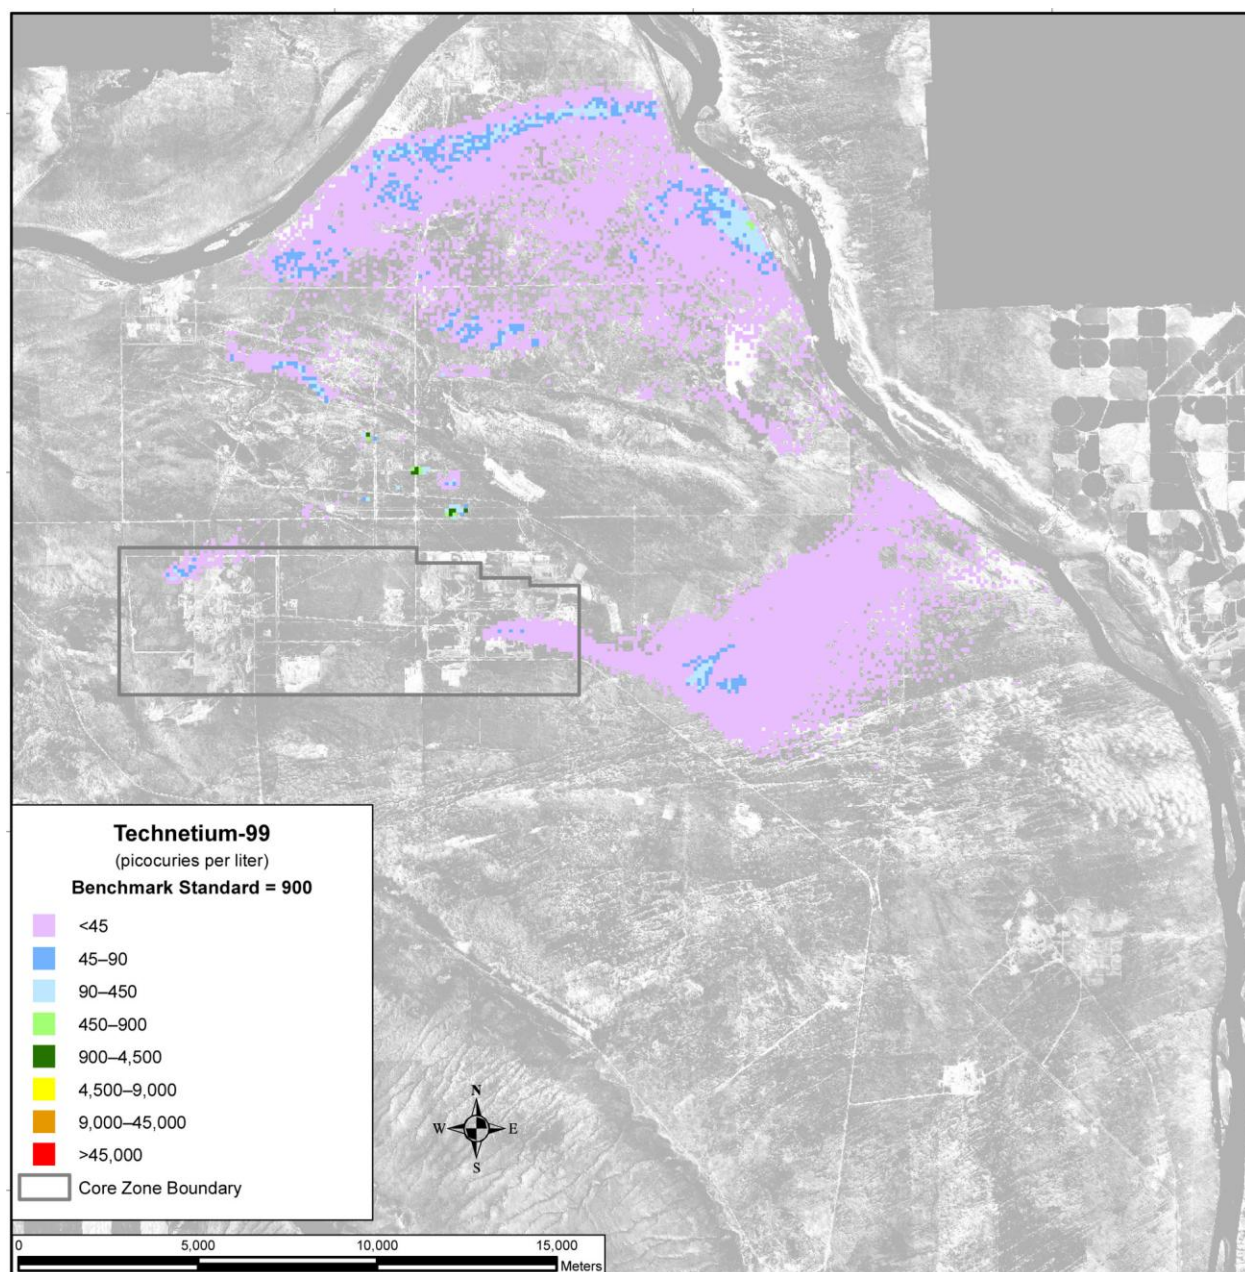 Technetium-99
(picocuries per liter)
Benchmark Standard = 900
<45
45–90
90–450
450–900
900–4,500
4,500–9,000
9,000–45,000
>45,000
Core Zone Boundary
N
W E
S
0 5,000 10,000 15,000
Meters